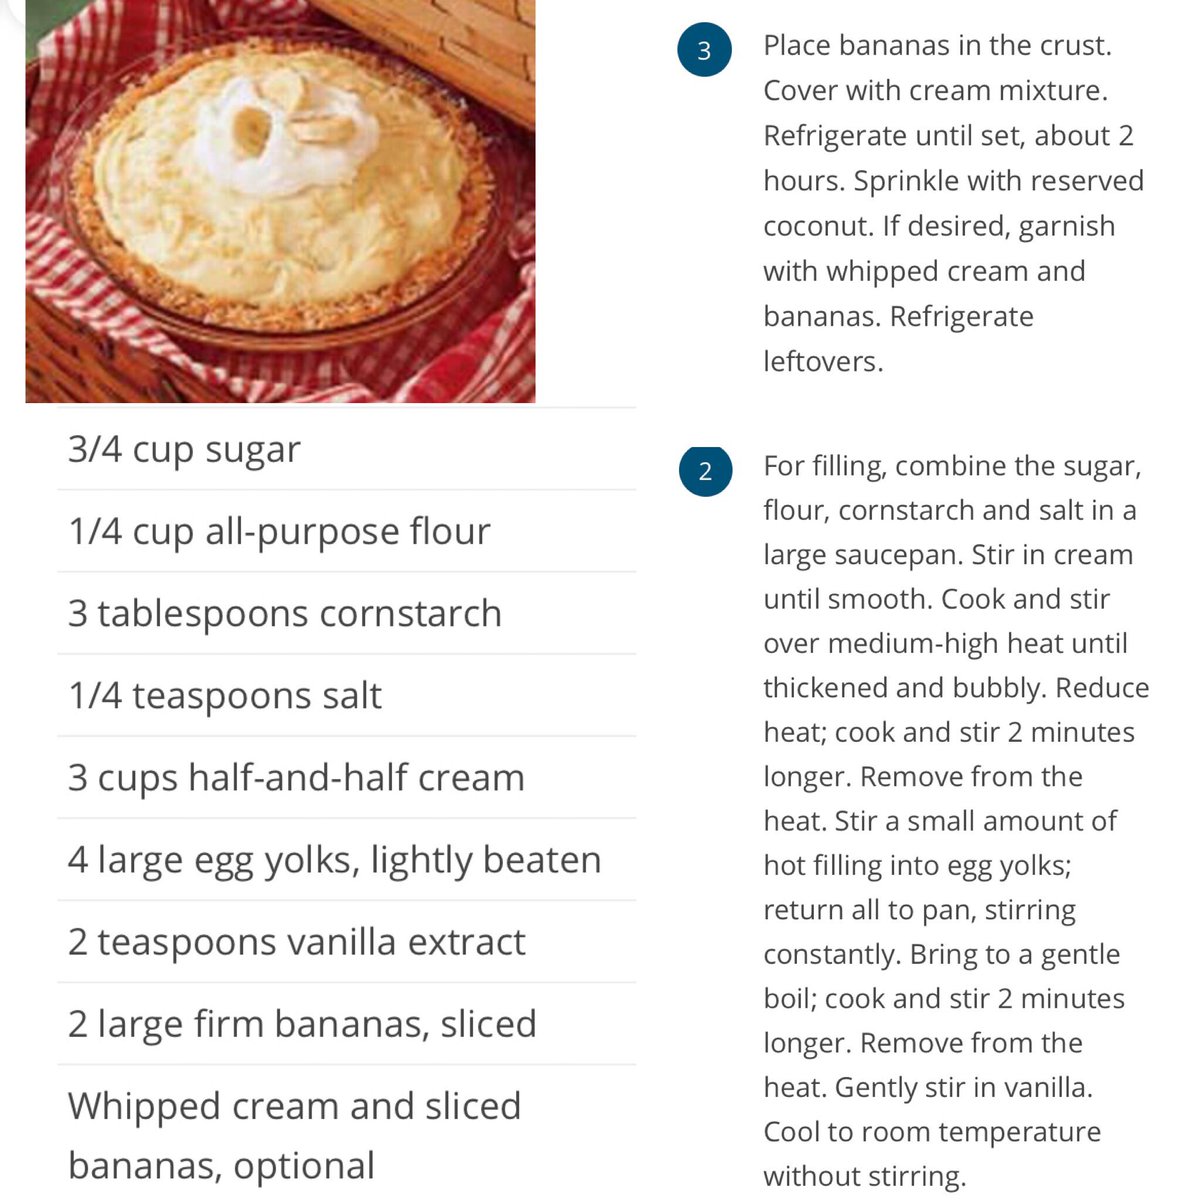 3/4 cup sugar
1/4 cup all-purpose flour
3 tablespoons cornstarch
1/4 teaspoons salt
3 cups half-and-half cream
4 large egg yolks, lightly beaten
2 teaspoons vanilla extract
2 large firm bananas, sliced
Whipped cream and sliced
bananas, optional
3
Place bananas in the crust.
Cover with cream mixture.
Refrigerate until set, about 2
hours. Sprinkle with reserved
coconut. If desired, garnish
with whipped cream and
bananas. Refrigerate
leftovers.
2
For filling, combine the sugar,
flour, cornstarch and salt in a
large saucepan. Stir in cream
until smooth. Cook and stir
over medium-high heat until
thickened and bubbly. Reduce
heat; cook and stir 2 minutes
longer. Remove from the
heat. Stir a small amount of
hot filling into egg yolks;
return all to pan, stirring
constantly. Bring to a gentle
boil; cook and stir 2 minutes
longer. Remove from the
heat. Gently stir in vanilla.
Cool to room temperature
without stirring.